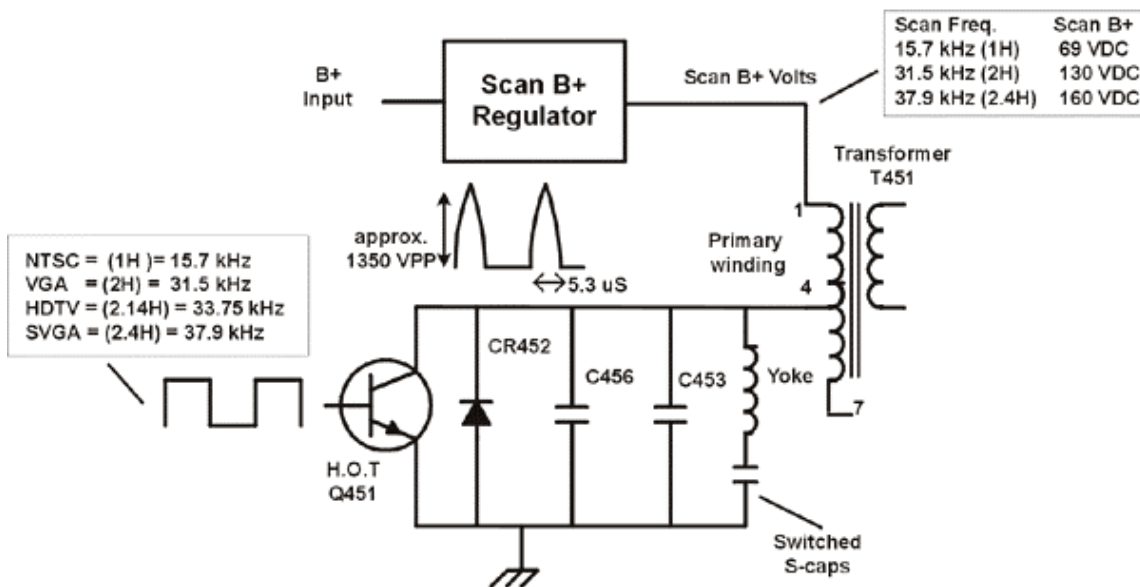 Scan Freq. Scan B+
15.7 kHz (1H) 69 VDC
31.5 kHz (2H) 130 VDC
37.9 kHz (2.4H) 160 VDC
B+
Input
Scan B+
Regulator
Scan B+ Volts
Transformer
T451
1
approx.
1350 VPP
5.3 uS
Primary
winding
4
NTSC = (1H )= 15.7 kHz
VGA = (2H) = 31.5 kHz
HDTV = (2.14H) = 33.75 kHz
SVGA = (2.4H) = 37.9 kHz
CR452
C456
C453
Yoke
7
H.O.T
Q451
Switched
S-caps